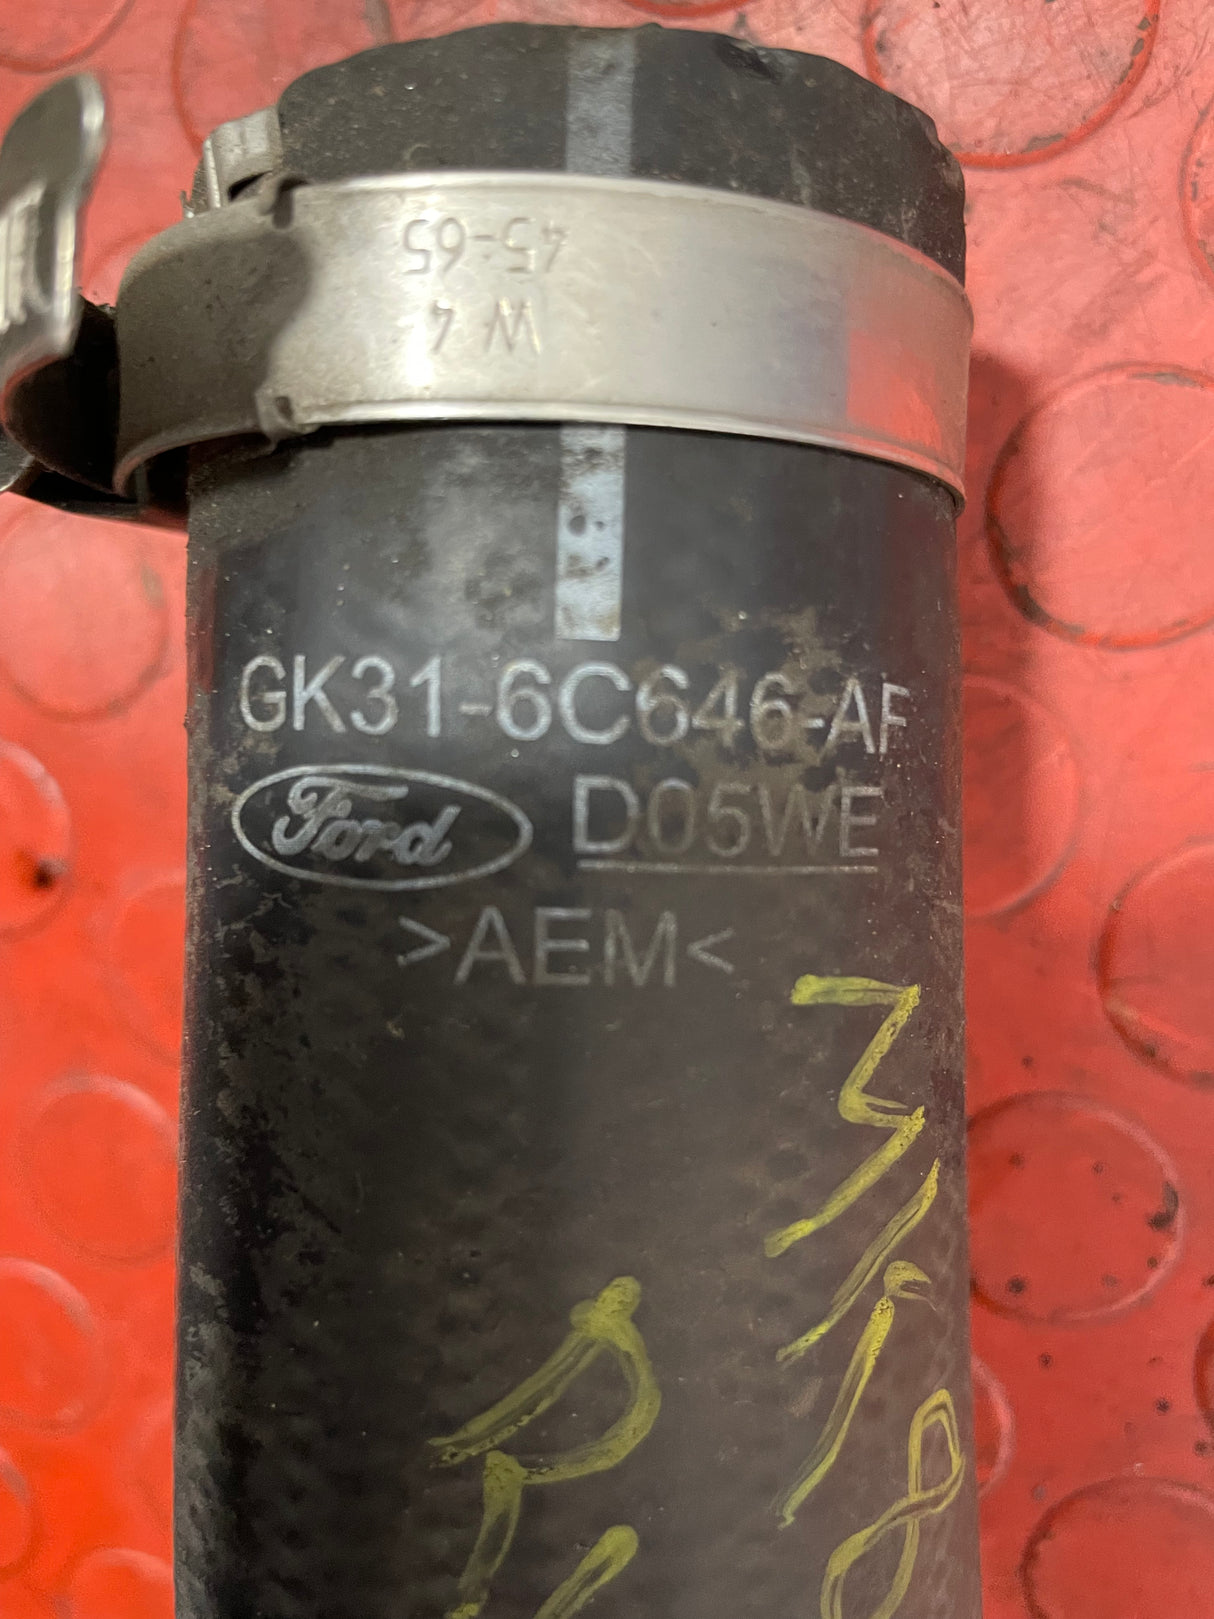 45-65
W 4
GK31-6C646-AF
Ford D05WE
>AEM<